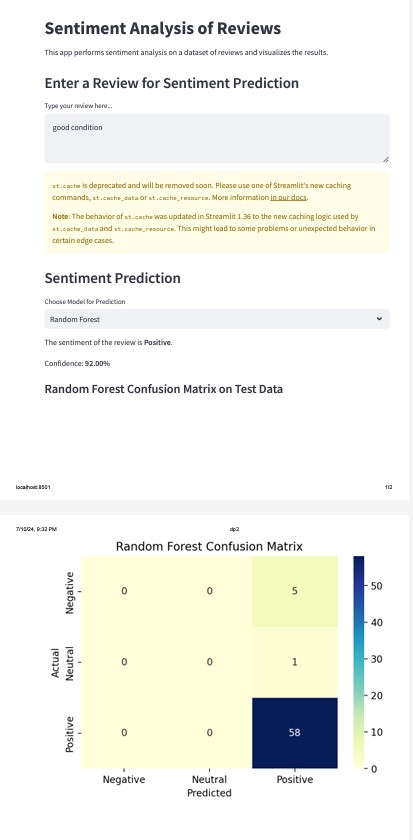 Sentiment Analysis of Reviews
This app performs sentiment analysis on a dataset of reviews and visualizes the results.
Enter a Review for Sentiment Prediction
Type your review here...
good condition
st.cache is deprecated and will be removed soon. Please use one of Streamlit's new caching
commands, st.cache_data or st.cache_resource. More information in our docs.
Note: The behavior of st.cache was updated in Streamlit 1.36 to the new caching logic used by
st.cache_data and st.cache_resource. This might lead to some problems or unexpected behavior in
certain edge cases.
Sentiment Prediction
Choose Model for Prediction
Random Forest
The sentiment of the review is Positive.
Confidence: 92.00%
Random Forest Confusion Matrix on Test Data
localhost:8501 1/2
7/10/24, 9:32 PM dp2
Random Forest Confusion Matrix
Negative 0 0 5
Actual
Neutral 0 0 1
Positive 0 0 58
Negative Neutral Positive
Predicted
50
40
30
20
10
0